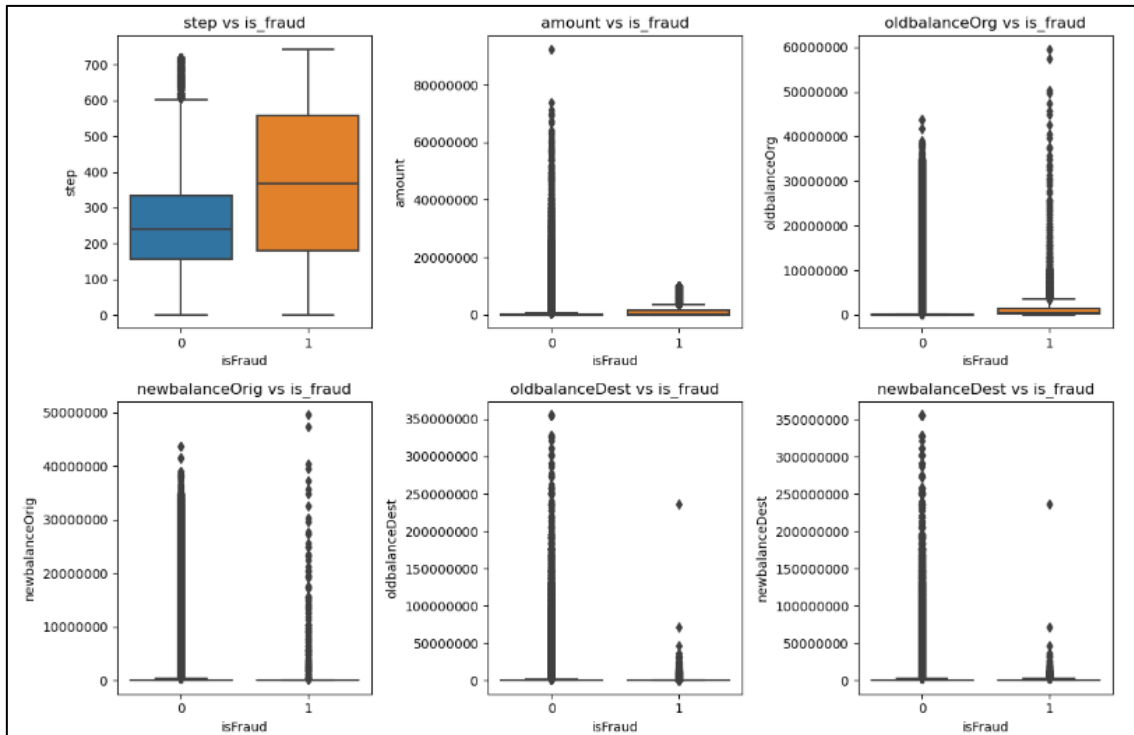 step vs is_fraud
700
600
500
400
300
200
100
0
step
0 1
isFraud
amount vs is_fraud
80000000
60000000
40000000
20000000
0
amount
0 1
isFraud
oldbalanceOrg vs is_fraud
60000000
50000000
40000000
30000000
20000000
10000000
0
oldbalanceOrg
0 1
isFraud
newbalanceOrig vs is_fraud
50000000
40000000
30000000
20000000
10000000
0
newbalanceOrig
0 1
isFraud
oldbalanceDest vs is_fraud
350000000
300000000
250000000
200000000
150000000
100000000
50000000
0
oldbalanceDest
0 1
isFraud
newbalanceDest vs is_fraud
350000000
300000000
250000000
200000000
150000000
100000000
50000000
0
newbalanceDest
0 1
isFraud